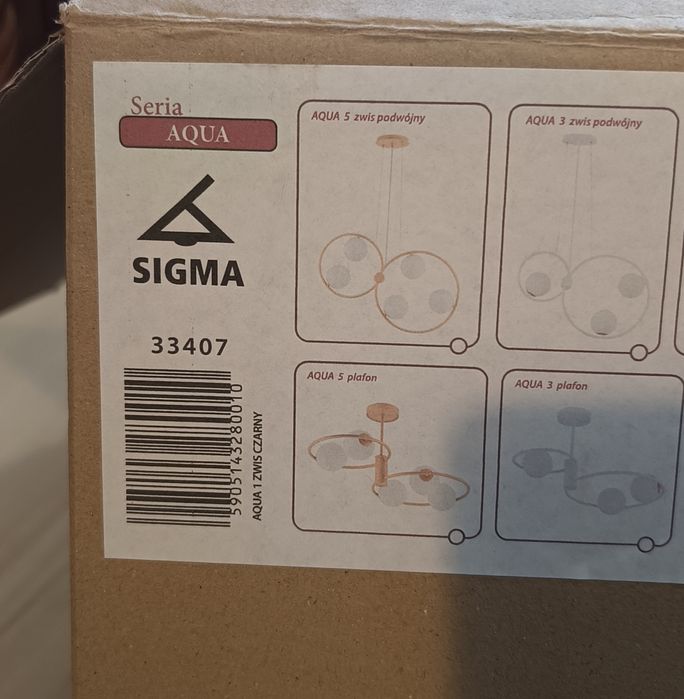 Seria
AQUA
SIGMA
33407
5905143280010
AQUA 1 ZWIS CZARNY
AQUA 5 zwis podwójny
AQUA 3 zwis podwójny
AQUA 5 plafon
AQUA 3 plafon